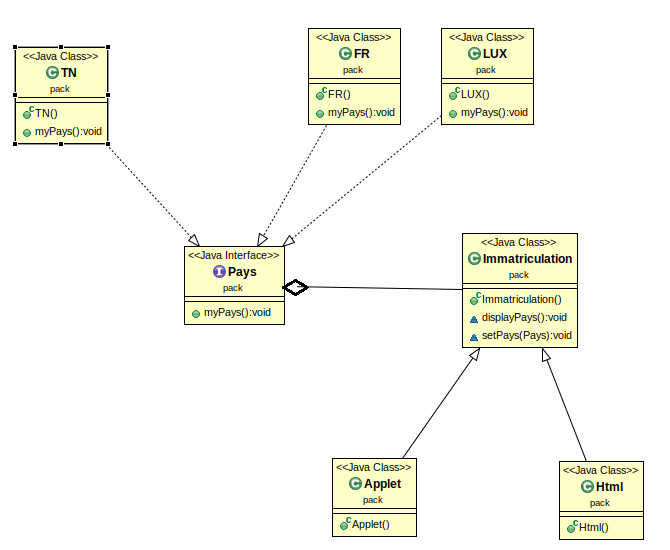 <<Java Class>>
C TN
pack
C TN()
myPays():void
<<Java Class>>
C FR
pack
C FR()
myPays():void
<<Java Class>>
C LUX
pack
C LUX()
myPays():void
<<Java Interface>>
I Pays
pack
myPays():void
<<Java Class>>
C Immatriculation
pack
C Immatriculation()
displayPays():void
setPays(Pays):void
<<Java Class>>
C Applet
pack
C Applet()
<<Java Class>>
C Html
pack
C Html()